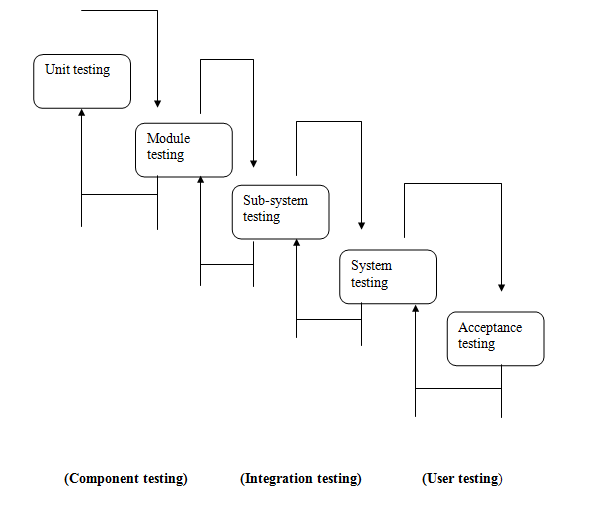 Unit testing
Module
testing
Sub-system
testing
System
testing
Acceptance
testing
(Component testing) (Integration testing) (User testing)